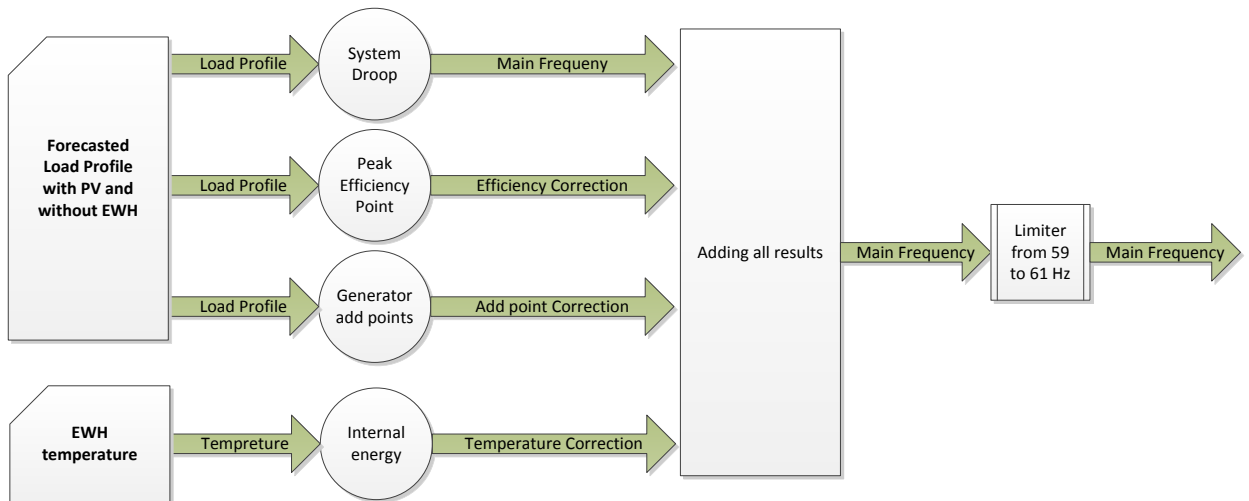 Forecasted
Load Profile
with PV and
without EWH
Load Profile
System
Droop
Main Frequeny
Load Profile
Peak
Efficiency
Point
Efficiency Correction
Load Profile
Generator
add points
Add point Correction
EWH
temperature
Tempreture
Internal
energy
Temperature Correction
Adding all results
Main Frequency
Limiter
from 59
to 61 Hz
Main Frequency